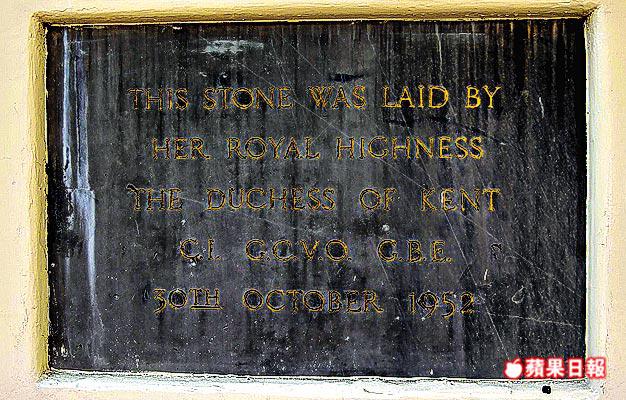 THIS STONE WAS LAID BY
HER ROYAL HIGHNESS
THE DUCHESS OF KENT
C.I. G.C.V.O. G.B.E.
30TH OCTOBER 1952
蘋果日報